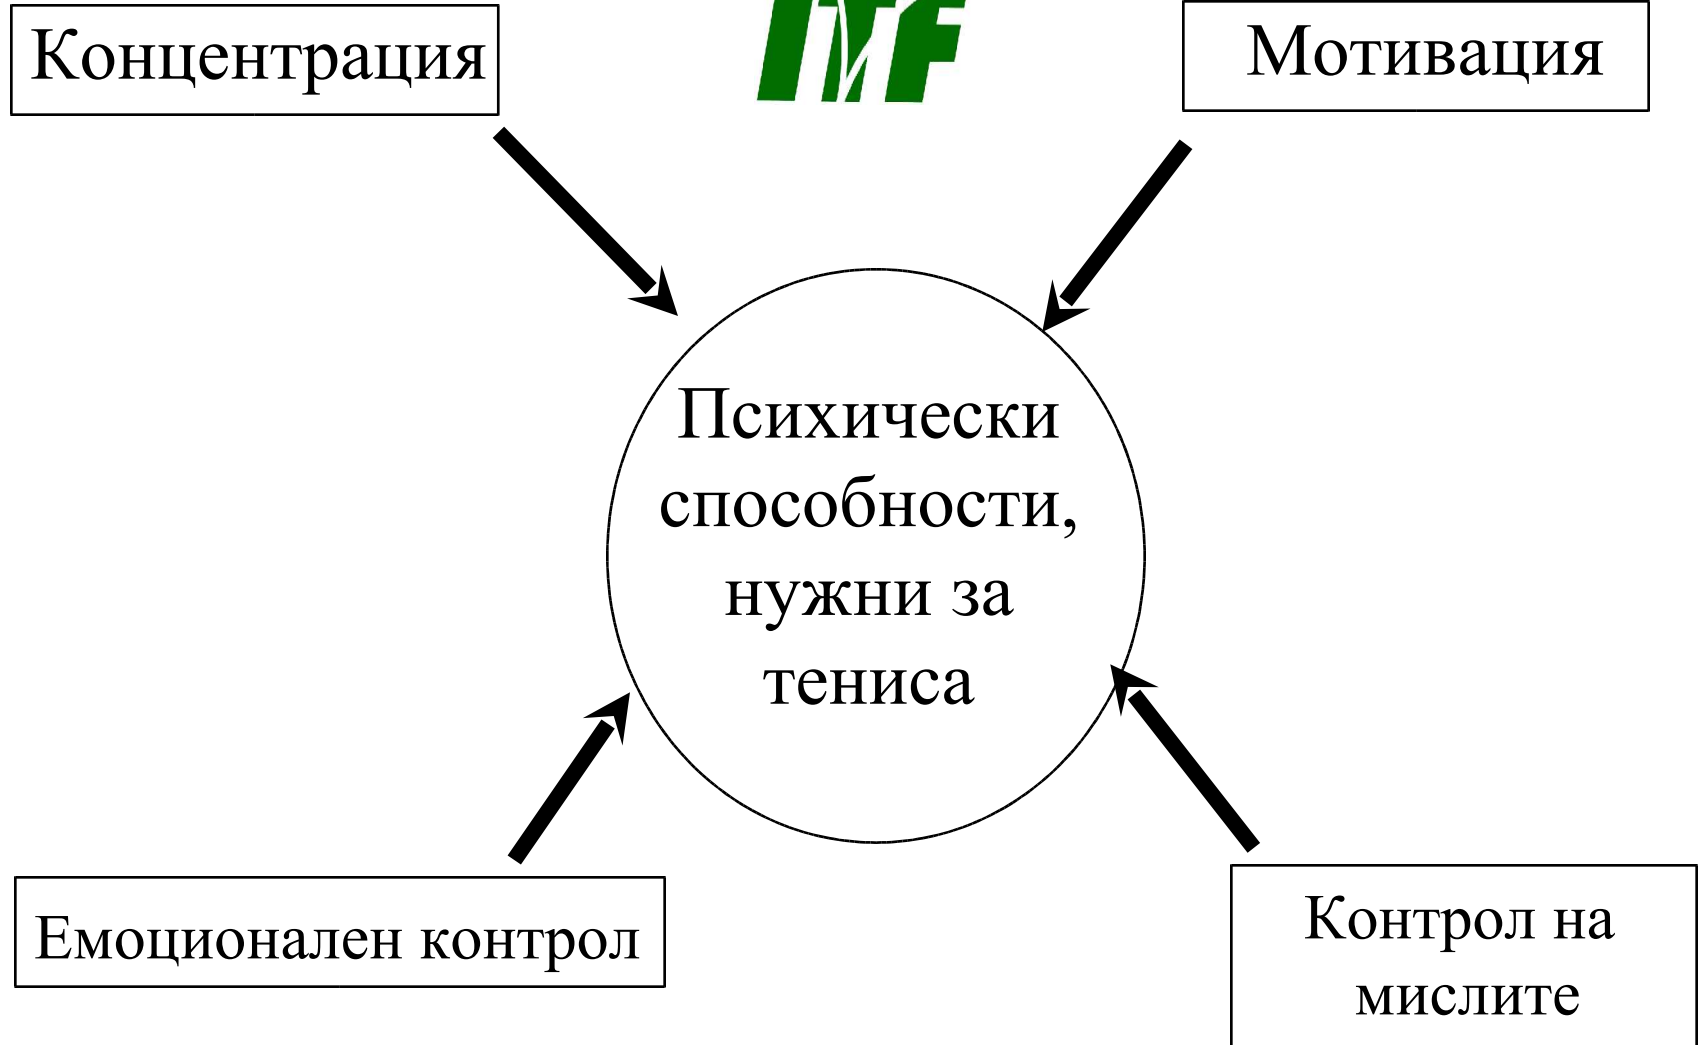 Концентрация
ITF
Мотивация
Психически
способности,
нужни за
тениса
Емоционален контрол
Контрол на
мислите